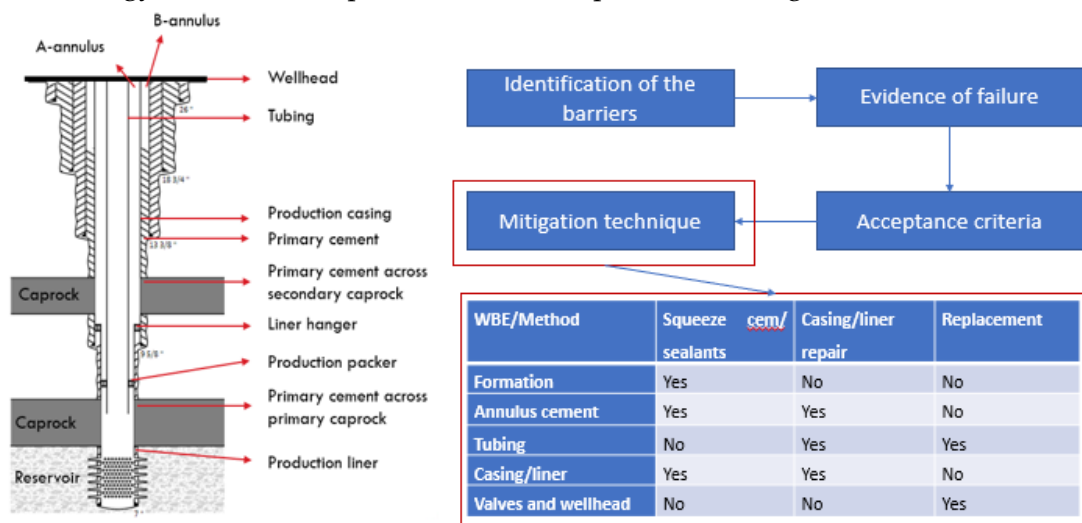 B-annulus
A-annulus
Wellhead
26 "
Tubing
18 3/4 "
Production casing
Primary cement
13 3/8 "
Primary cement across
secondary caprock
Caprock
Liner hanger
9 5/8 "
Production packer
Primary cement across
primary caprock
Caprock
Production liner
Reservoir
7 "
Identification of the
barriers
Evidence of failure
Mitigation technique
Acceptance criteria
WBE/Method Squeeze cem/ Casing/liner Replacement
sealants repair
Formation Yes No No
Annulus cement Yes Yes No
Tubing No Yes Yes
Casing/liner Yes Yes No
Valves and wellhead No No Yes